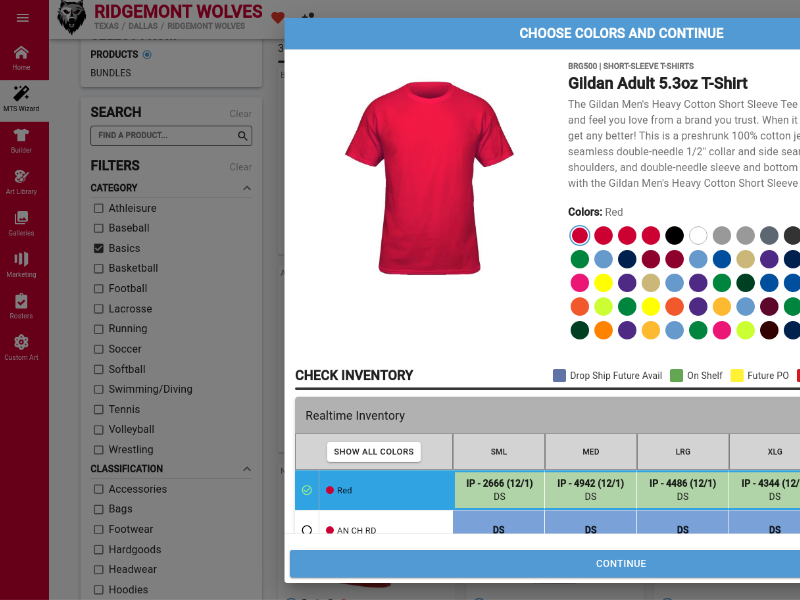 RIDGEMONT WOLVES
TEXAS / DALLAS / RIDGEMONT WOLVES
Home
MTS Wizard
Builder
Art Library
Galleries
Marketing
Rosters
Custom Art
PRODUCTS
BUNDLES
SEARCH
Clear
FIND A PRODUCT...
FILTERS
Clear
CATEGORY
Athleisure
Baseball
Basics
Basketball
Football
Lacrosse
Running
Soccer
Softball
Swimming/Diving
Tennis
Volleyball
Wrestling
CLASSIFICATION
Accessories
Bags
Footwear
Hardgoods
Headwear
Hoodies
CHOOSE COLORS AND CONTINUE
BRG500 | SHORT-SLEEVE T-SHIRTS
Gildan Adult 5.3oz T-Shirt
The Gildan Men's Heavy Cotton Short Sleeve Tee
and feel you love from a brand you trust. When it
get any better! This is a preshrunk 100% cotton je
seamless double-needle 1/2" collar and side sear
shoulders, and double-needle sleeve and bottom
with the Gildan Men's Heavy Cotton Short Sleeve
Colors: Red
CHECK INVENTORY
Drop Ship Future Avail
On Shelf
Future PO
Realtime Inventory
SHOW ALL COLORS
SML
MED
LRG
XLG
Red
IP - 2666 (12/1)
DS
IP - 4942 (12/1)
DS
IP - 4486 (12/1)
DS
IP - 4344 (12/
DS
AN CH RD
DS
DS
DS
DS
CONTINUE